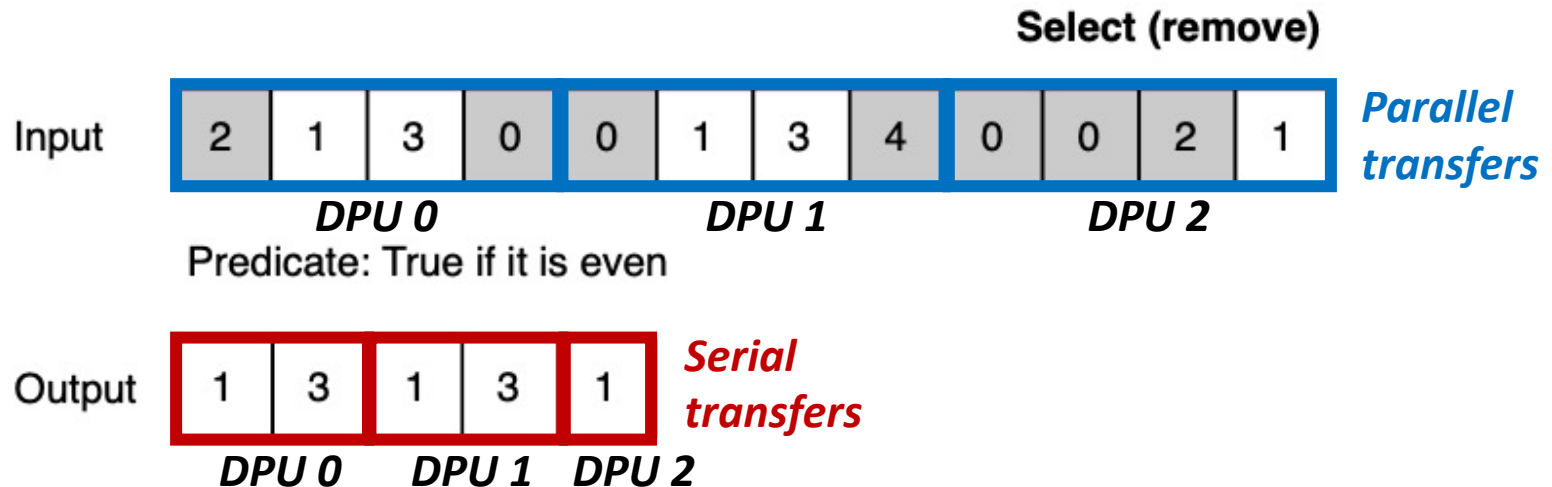 Select (remove)
Input 2 1 3 0 0 1 3 4 0 0 2 1 Parallel transfers
DPU 0 DPU 1 DPU 2
Predicate: True if it is even
Output 1 3 1 3 1 Serial transfers
DPU 0 DPU 1 DPU 2